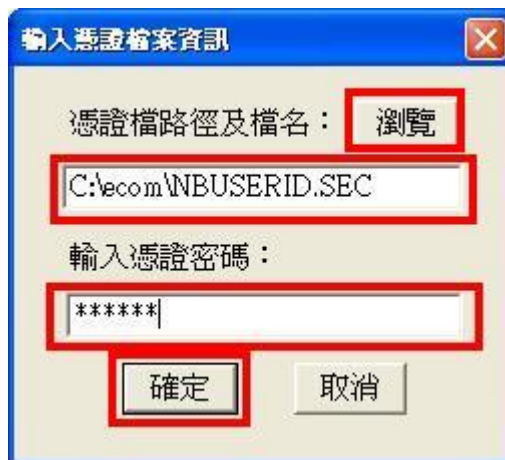 輸入憑證檔案資訊
憑證檔路徑及檔名： 瀏覽
C:\ecom\NBUSERID.SEC
輸入憑證密碼：
******
確定 取消